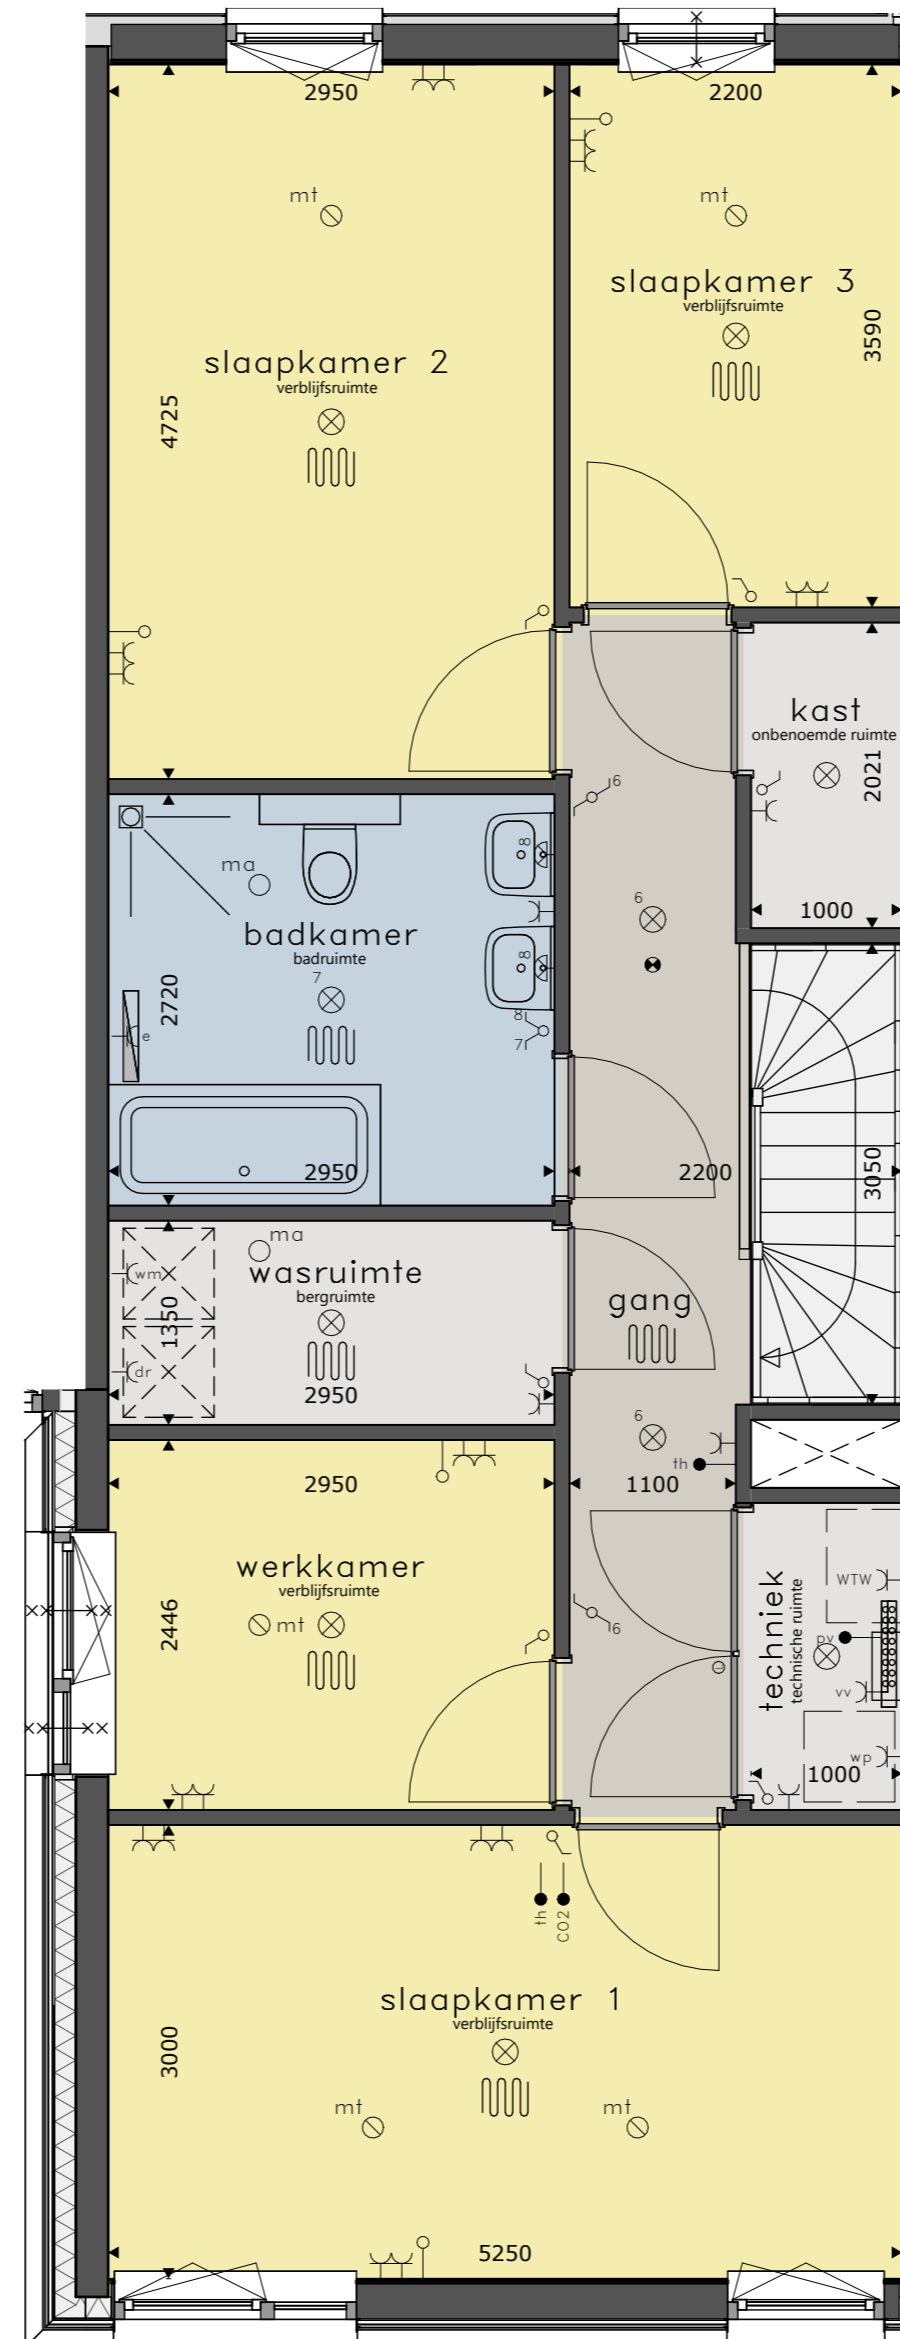 2950
2200
mt
mt
slaapkamer 3
verblijfsruimte
3590
slaapkamer 2
verblijfsruimte
4725
kast
onbenoemde ruimte
2021
6
1000
ma
8
6
badkamer
badruimte
7
8
2720
8
7
e
2950
2200
3050
ma
wm
wasruimte
bergruimte
1350
gang
dr
2950
6
th
2950
1100
werkkamer
verblijfsruimte
mt
2446
6
techniek
technische ruimte
WTW
pv
vv
wp
1000
th
CO2
slaapkamer 1
verblijfsruimte
3000
mt
mt
5250